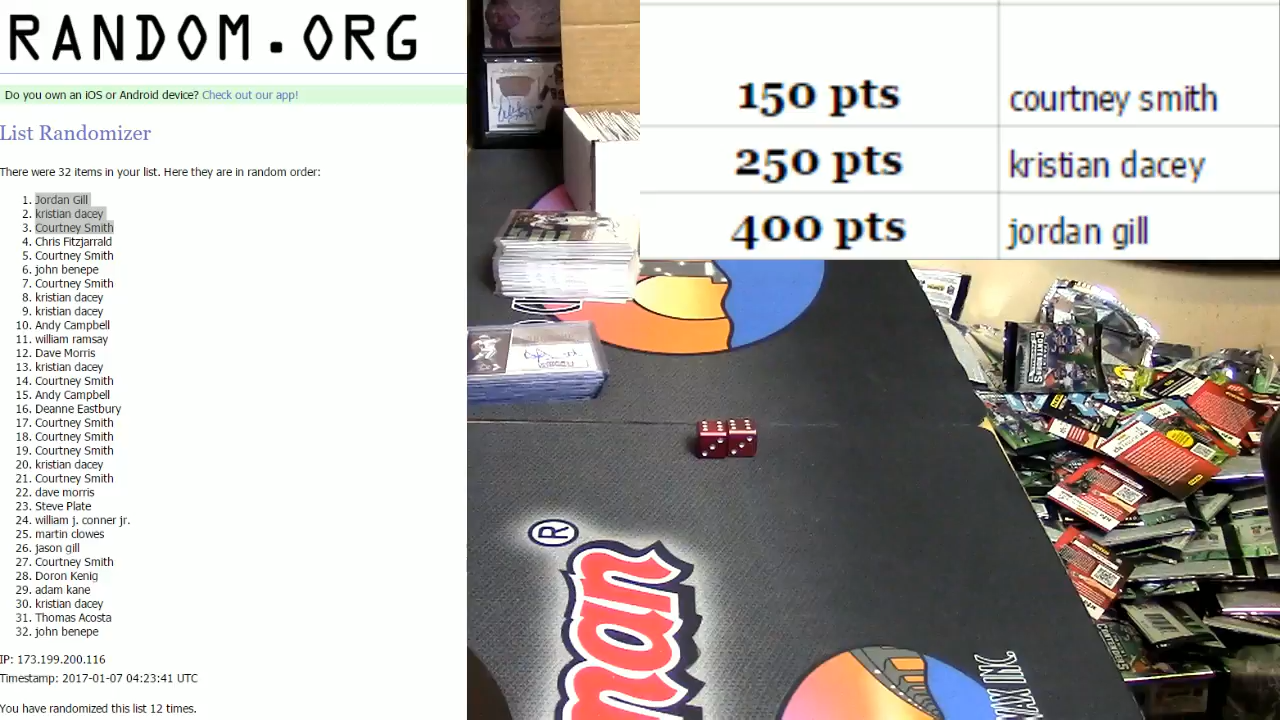 RANDOM.ORG
Do you own an iOS or Android device? Check out our app!
List Randomizer
There were 32 items in your list. Here they are in random order:
1. Jordan Gill
2. kristian dacey
3. Courtney Smith
4. Chris Fitzjarrald
5. Courtney Smith
6. john benepe
7. Courtney Smith
8. kristian dacey
9. kristian dacey
10. Andy Campbell
11. william ramsay
12. Dave Morris
13. kristian dacey
14. Courtney Smith
15. Andy Campbell
16. Deanne Eastbury
17. Courtney Smith
18. Courtney Smith
19. Courtney Smith
20. kristian dacey
21. Courtney Smith
22. dave morris
23. Steve Plate
24. william j. conner jr.
25. martin clowes
26. jason gill
27. Courtney Smith
28. Doron Kenig
29. adam kane
30. kristian dacey
31. Thomas Acosta
32. john benepe
IP: 173.199.200.116
Timestamp: 2017-01-07 04:23:41 UTC
You have randomized this list 12 times.
150 pts courtney smith
250 pts kristian dacey
400 pts jordan gill
CONTENDERS
®
man
WAX INC